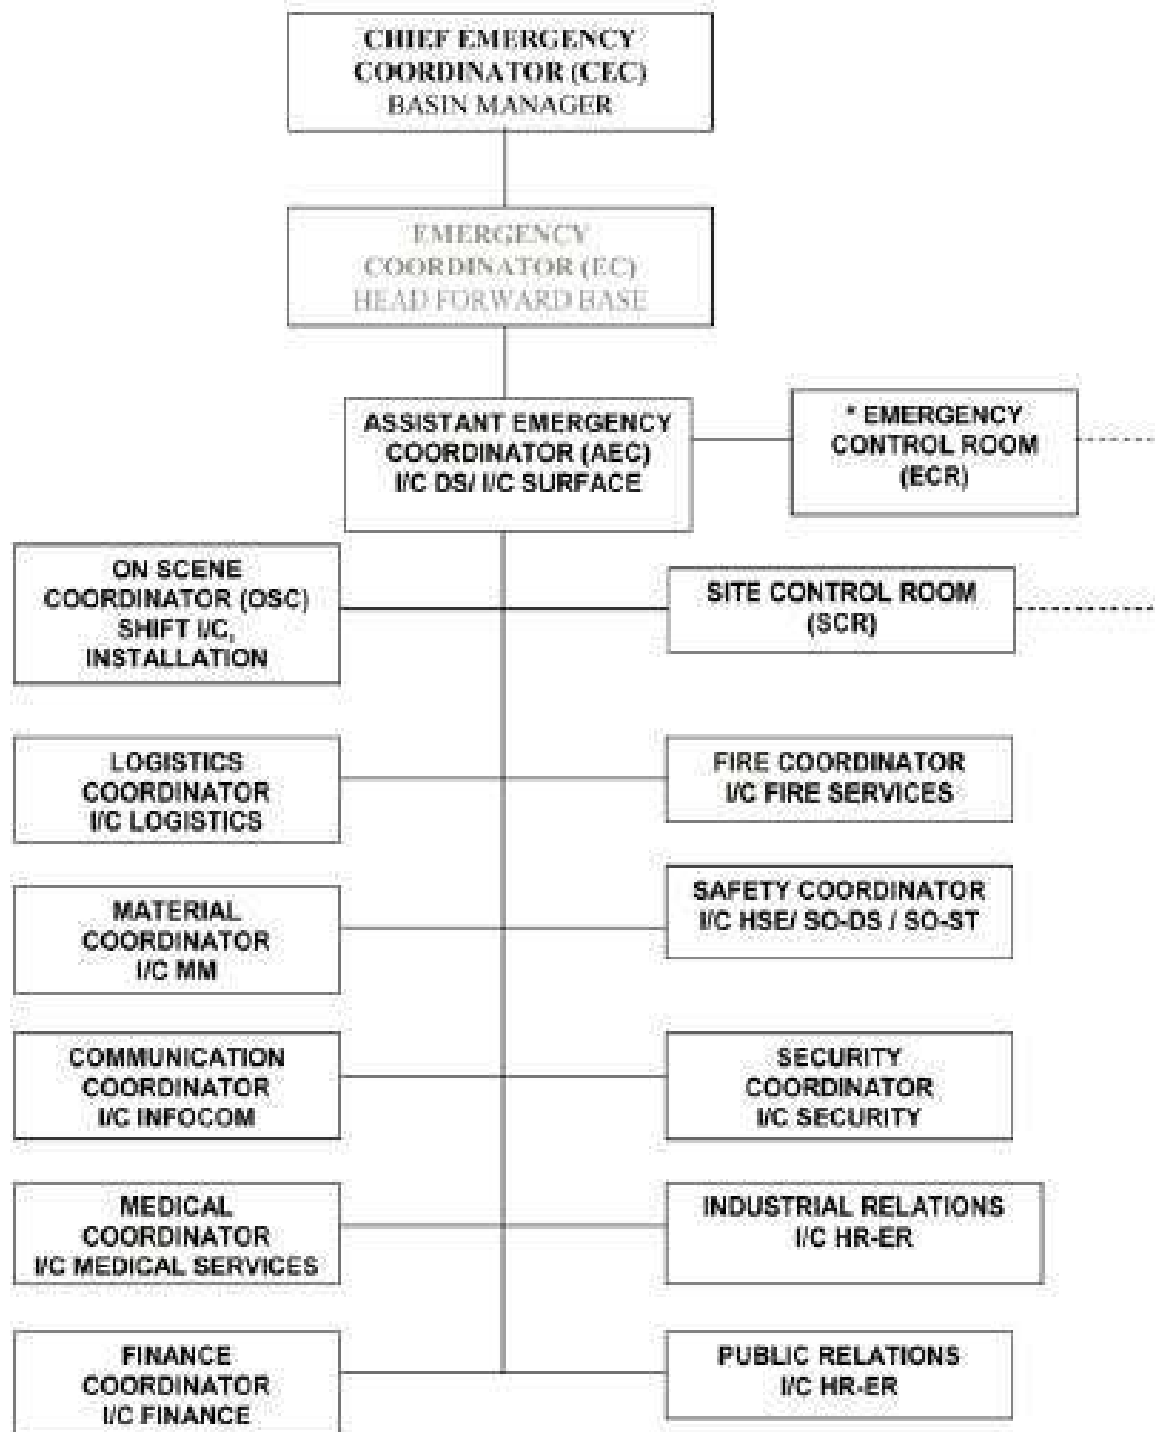 CHIEF EMERGENCY
COORDINATOR (CEC)
BASIN MANAGER
EMERGENCY
COORDINATOR (EC)
HEAD FORWARD BASE
ASSISTANT EMERGENCY
COORDINATOR (AEC)
I/C DS/ I/C SURFACE
* EMERGENCY
CONTROL ROOM
(ECR)
ON SCENE
COORDINATOR (OSC)
SHIFT I/C,
INSTALLATION
SITE CONTROL ROOM
(SCR)
LOGISTICS
COORDINATOR
I/C LOGISTICS
FIRE COORDINATOR
I/C FIRE SERVICES
MATERIAL
COORDINATOR
I/C MM
SAFETY COORDINATOR
I/C HSE/ SO-DS / SO-ST
COMMUNICATION
COORDINATOR
I/C INFOCOM
SECURITY
COORDINATOR
I/C SECURITY
MEDICAL
COORDINATOR
I/C MEDICAL SERVICES
INDUSTRIAL RELATIONS
I/C HR-ER
FINANCE
COORDINATOR
I/C FINANCE
PUBLIC RELATIONS
I/C HR-ER